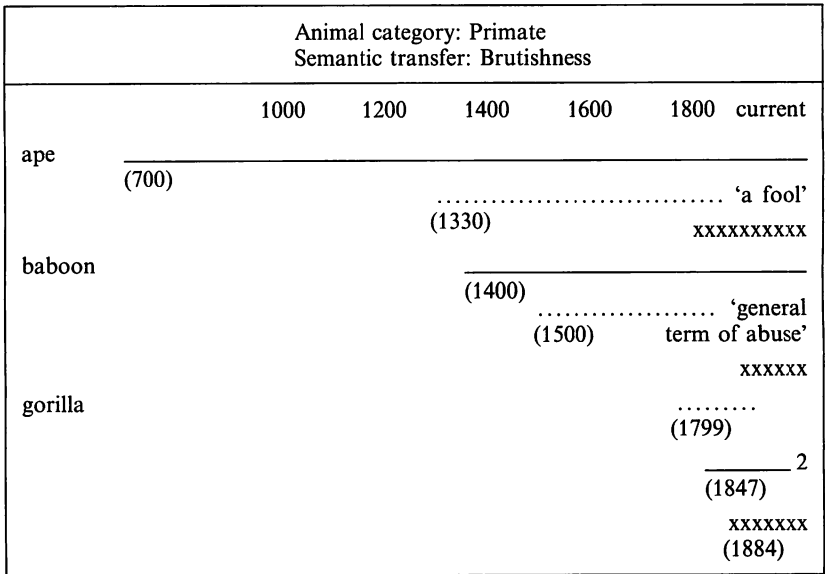 Animal category: Primate
Semantic transfer: Brutishness
1000 1200 1400 1600 1800 current
ape
(700)
'a fool'
(1330)
xxxxxxxxxx
baboon
(1400)
'general
(1500) term of abuse'
xxxxxx
gorilla
(1799)
2
(1847)
xxxxxxx
(1884)